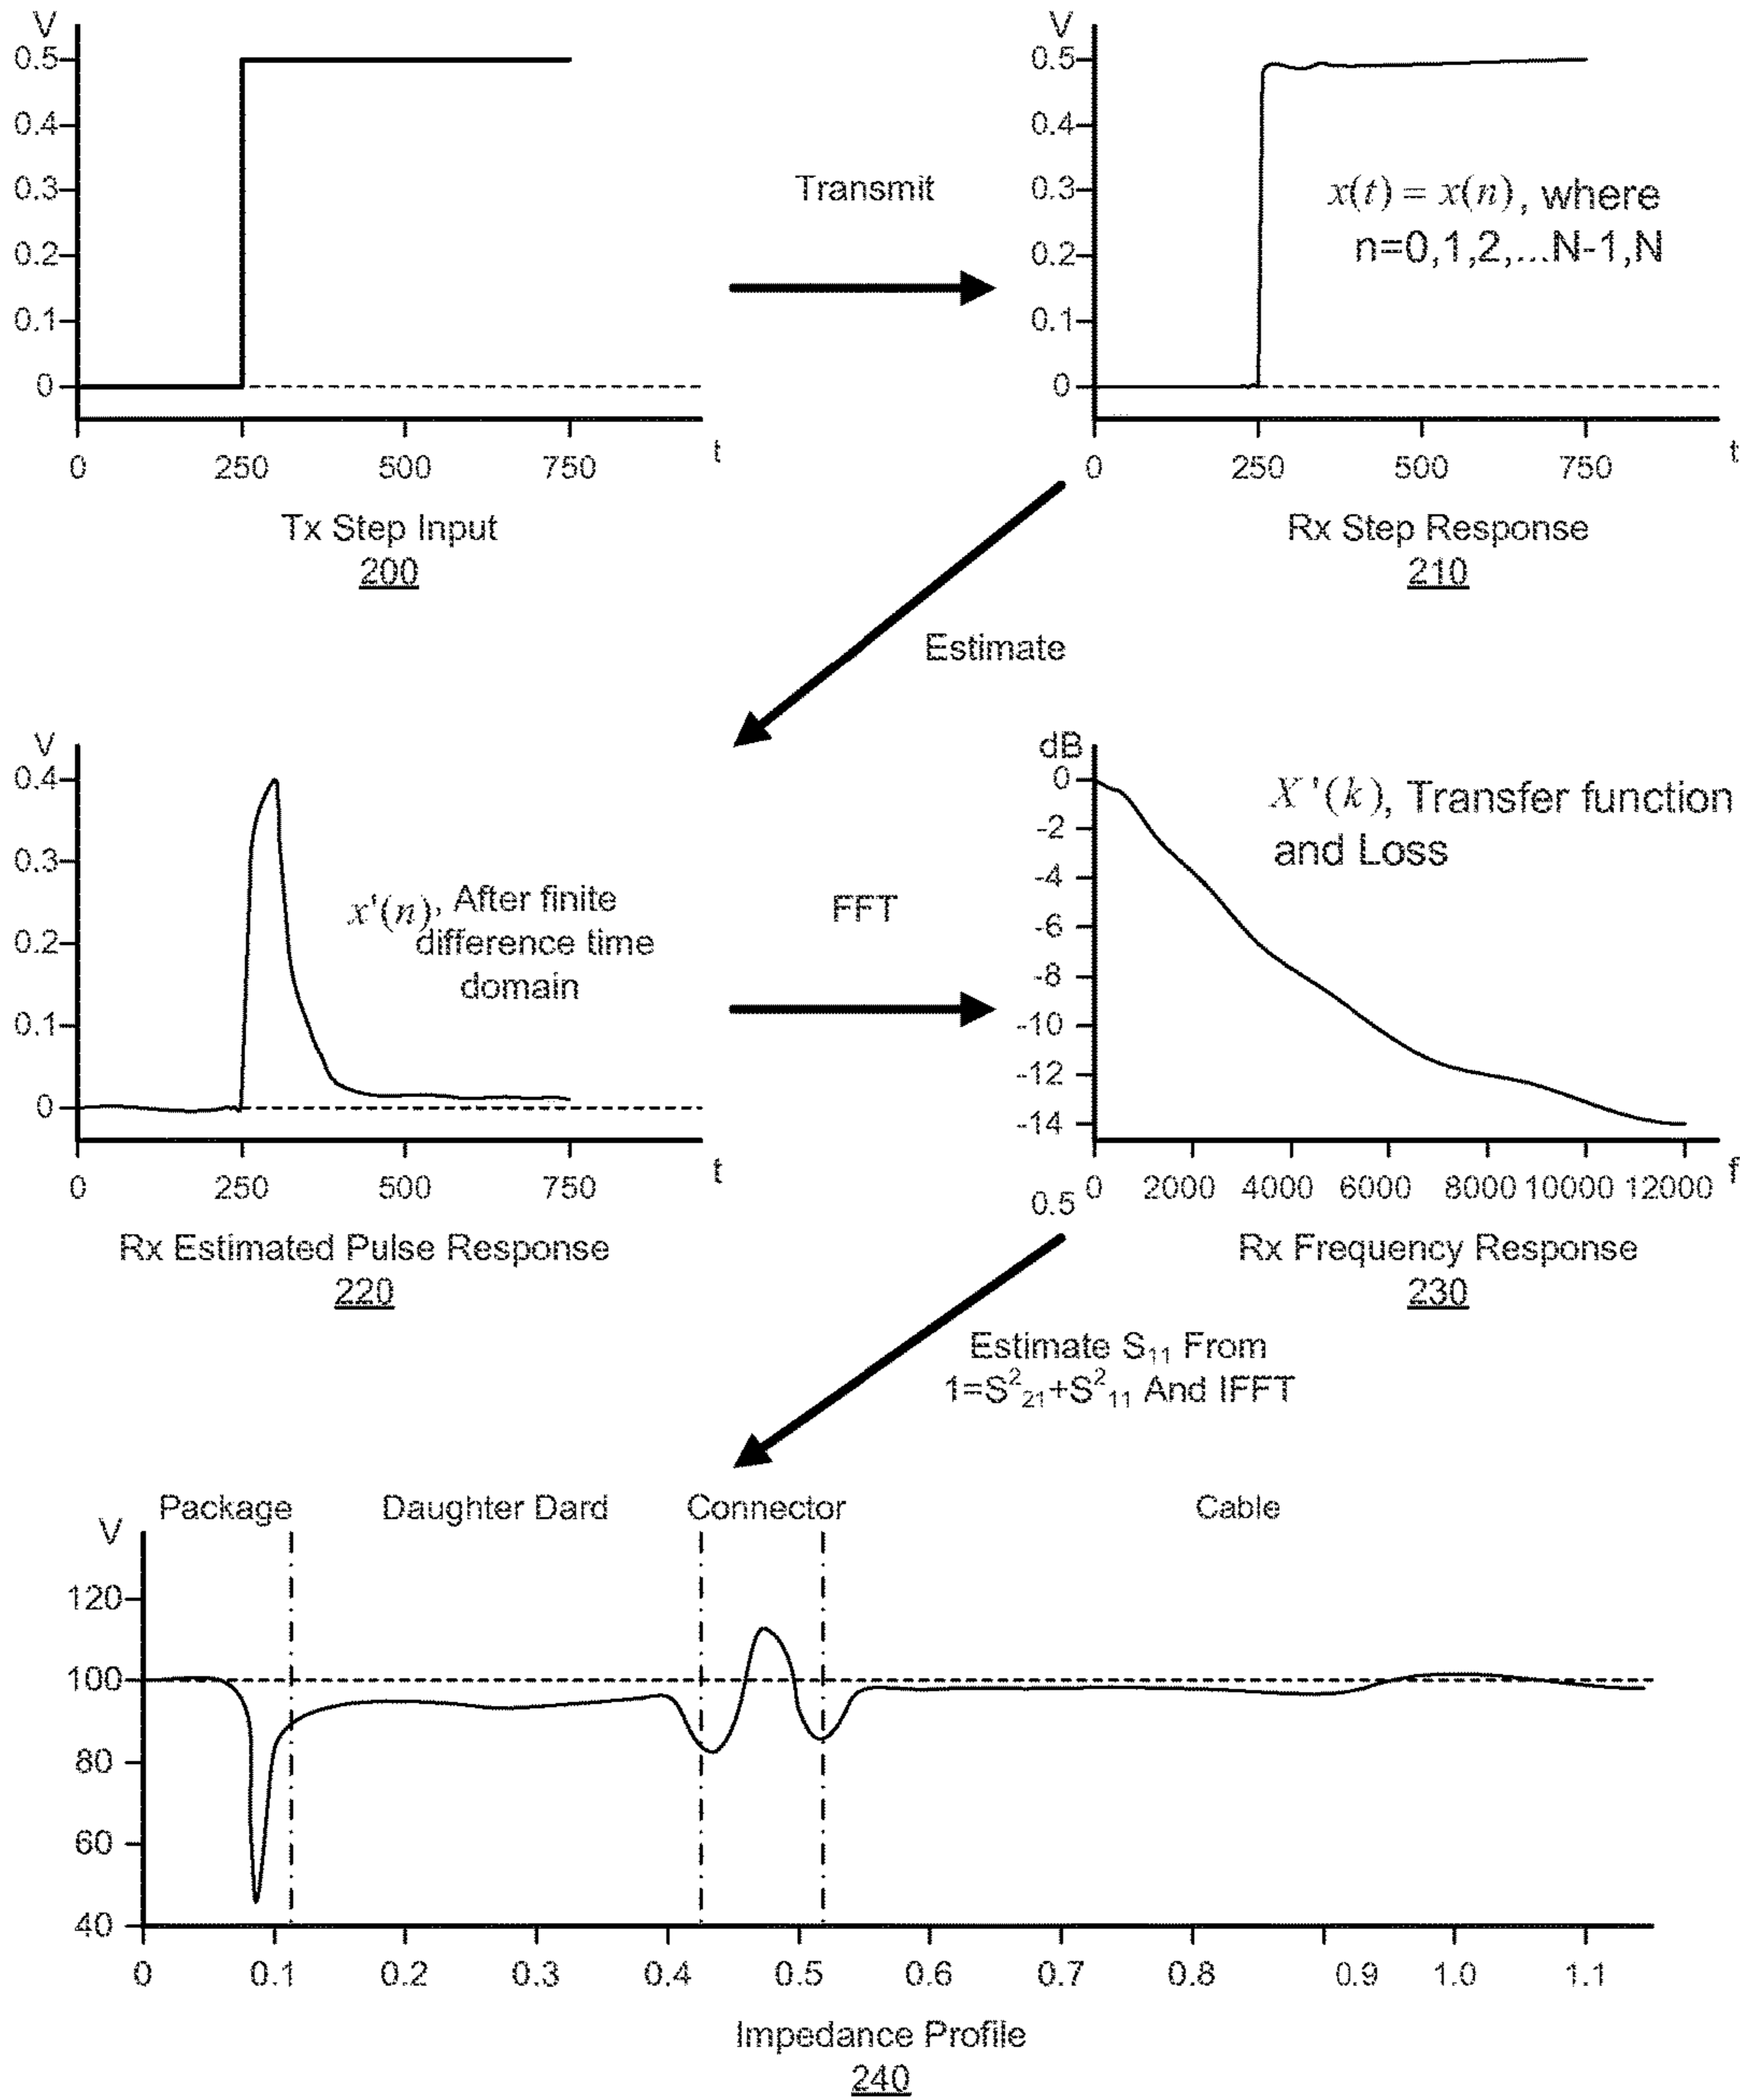 V
0.5
0.4
0.3
0.2
0.1
0
0 250 500 750 t
Tx Step Input
200
Transmit
V
0.5
0.4
0.3
0.2
0.1
0
x(t) = x(n), where
n=0,1,2,...N-1,N
0 250 500 750 t
Rx Step Response
210
Estimate
V
0.4
0.3
0.2
0.1
0
x'(n), After finite
difference time
domain
0 250 500 750 t
Rx Estimated Pulse Response
220
FFT
dB
0
-2
-4
-6
-8
-10
-12
-14
X'(k), Transfer function
and Loss
0.5 0 2000 4000 6000 8000 10000 12000 f
Rx Frequency Response
230
Estimate S₁₁ From
1=S²₂₁+S²₁₁ And IFFT
Package Daughter Dard Connector Cable
V
120
100
80
60
40
0 0.1 0.2 0.3 0.4 0.5 0.6 0.7 0.8 0.9 1.0 1.1
Impedance Profile
240